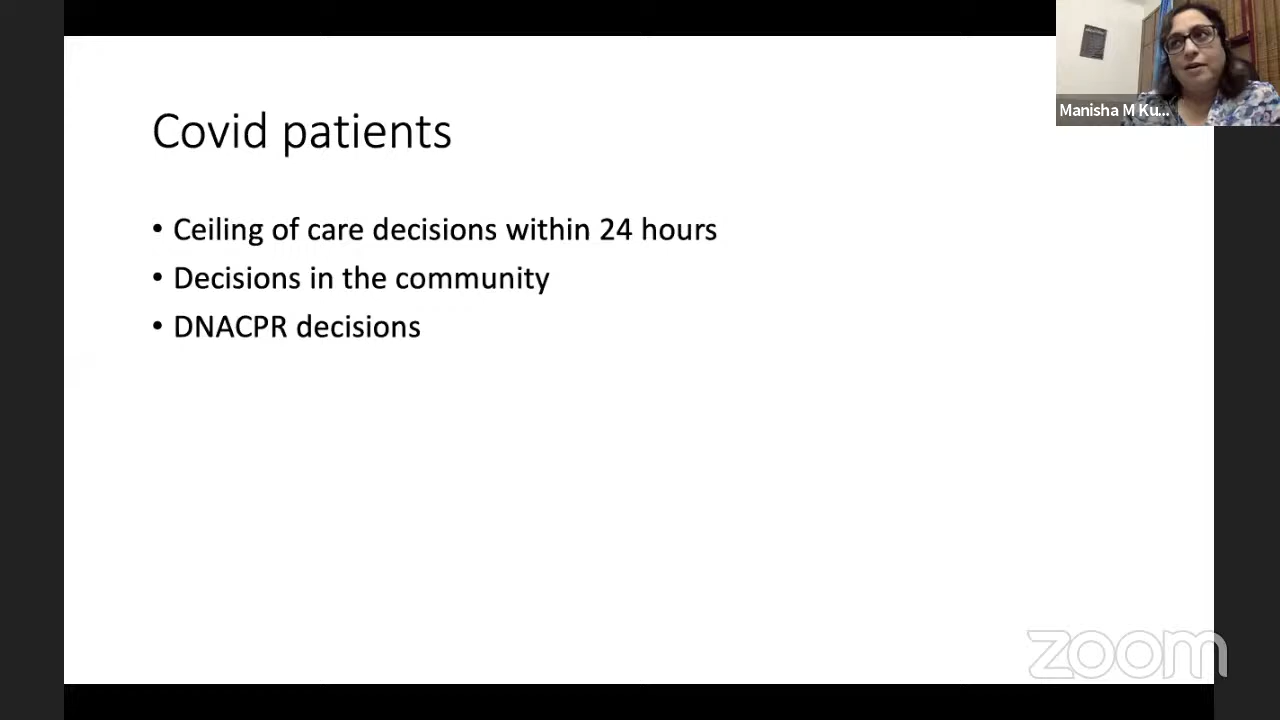 Manisha M Ku...
Covid patients
• Ceiling of care decisions within 24 hours
• Decisions in the community
• DNACPR decisions
zoom